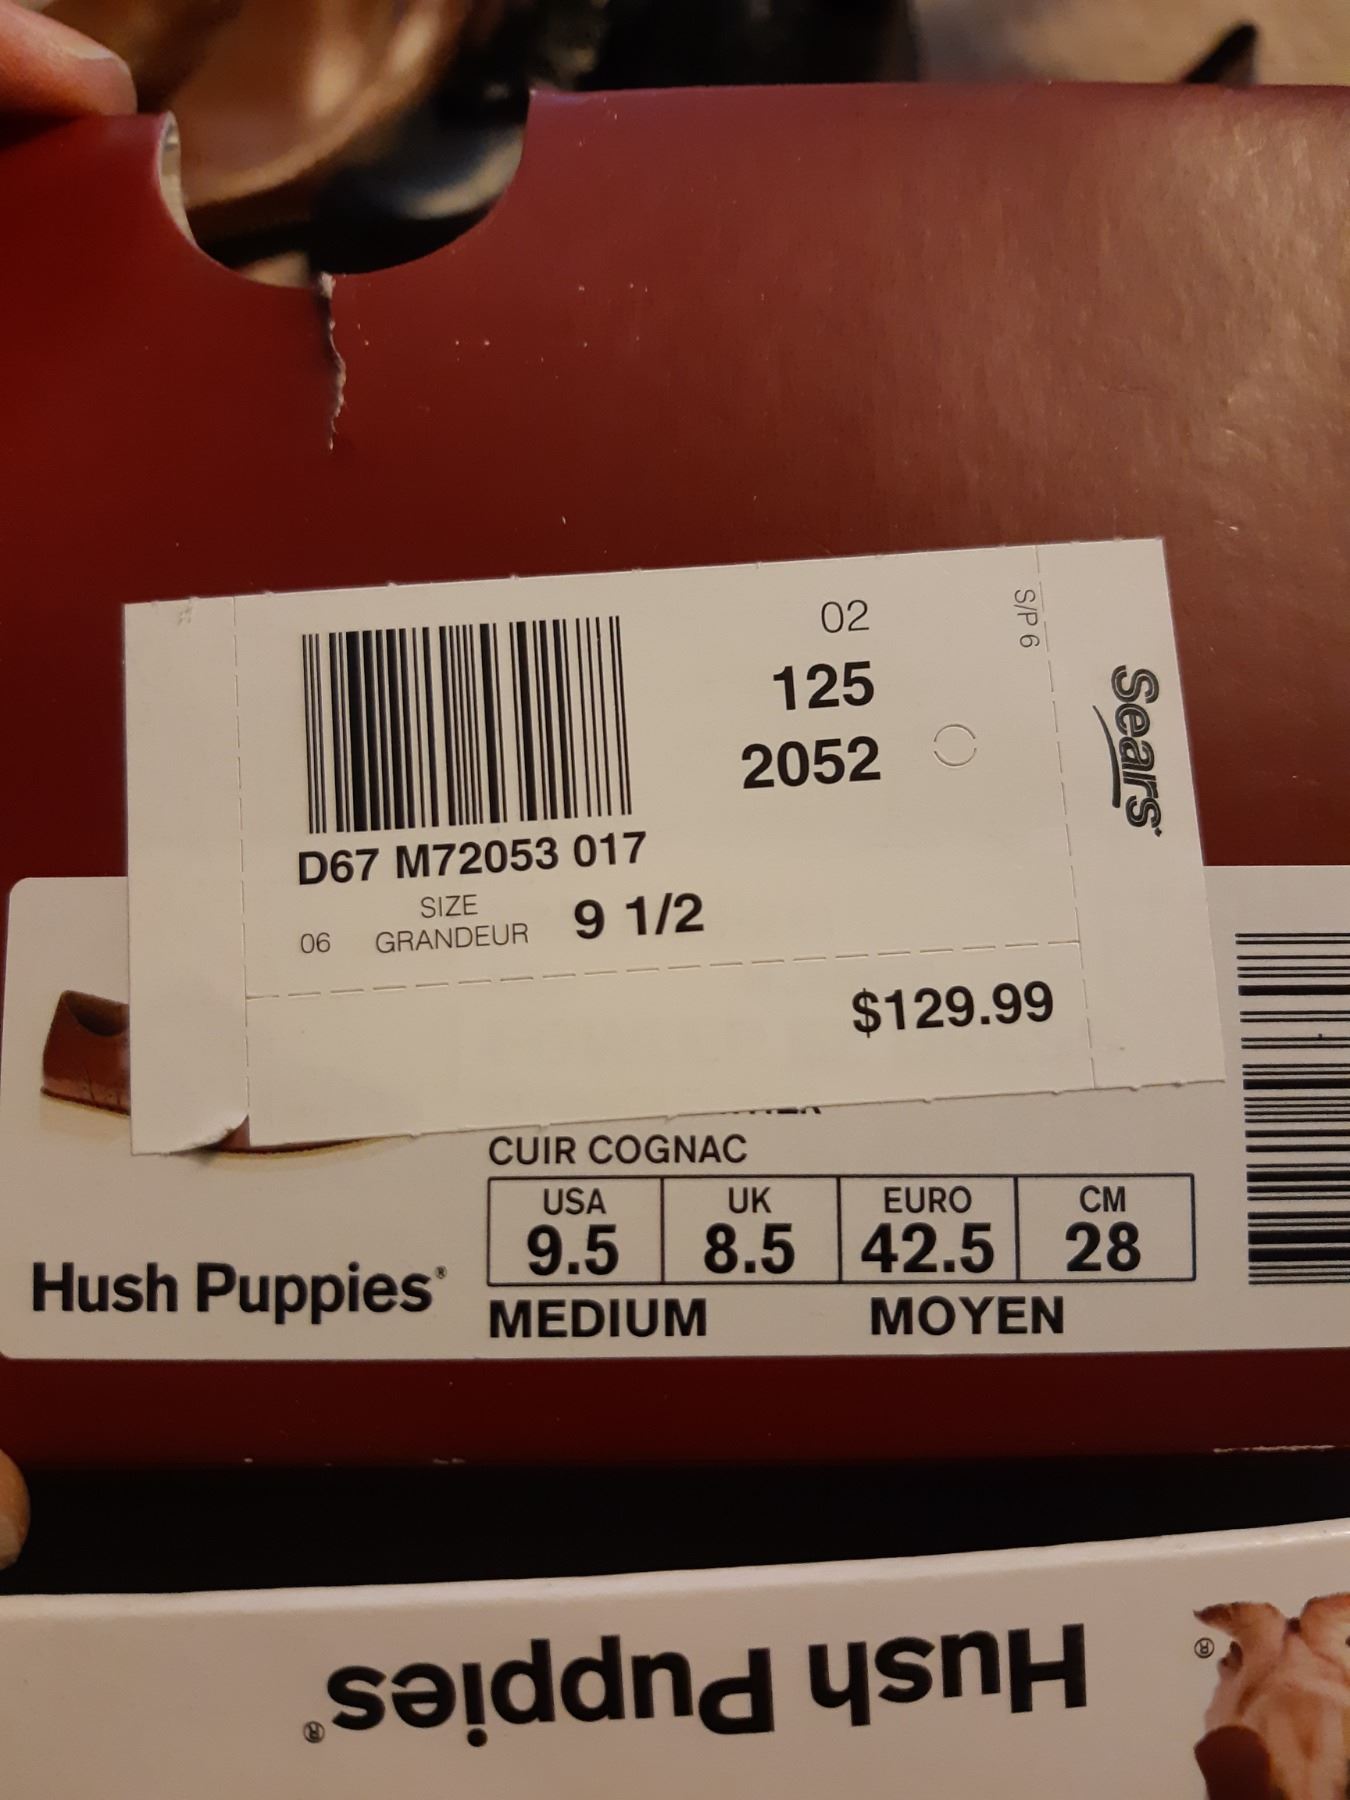 02
125
2052
S/P 6
Sears
D67 M72053 017
SIZE
06 GRANDEUR 9 1/2
$129.99
CUIR COGNAC
USA UK EURO CM
9.5 8.5 42.5 28
Hush Puppies®
MEDIUM MOYEN
Hush Puppies®
®